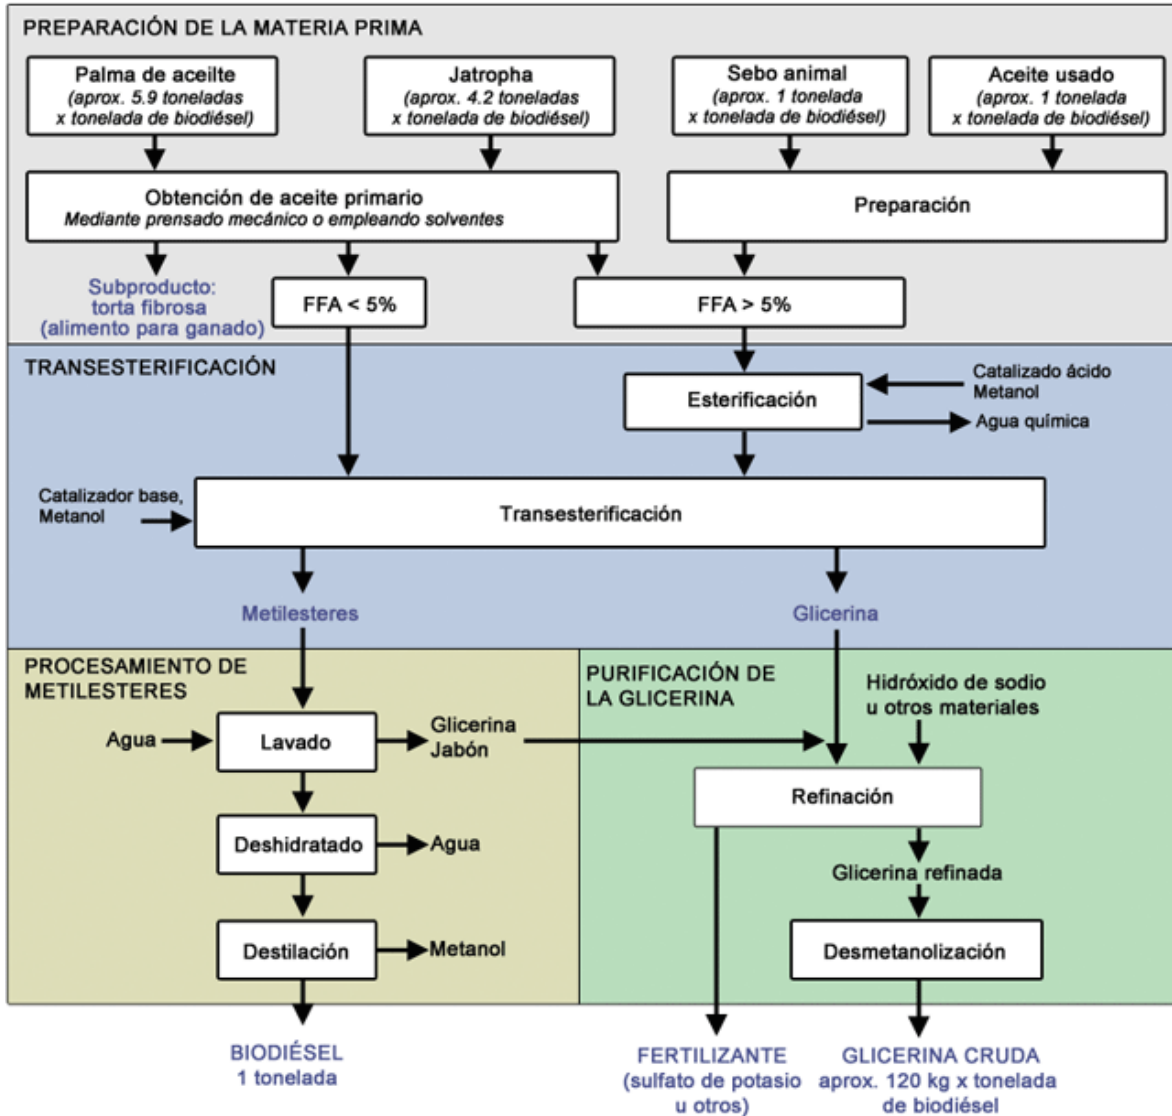 PREPARACIÓN DE LA MATERIA PRIMA
Palma de aceilte
(aprox. 5.9 toneladas
x tonelada de biodiésel)
Jatropha
(aprox. 4.2 toneladas
x tonelada de biodiésel)
Sebo animal
(aprox. 1 tonelada
x tonelada de biodiésel)
Aceite usado
(aprox. 1 tonelada
x tonelada de biodiésel)
Obtención de aceite primario
Mediante prensado mecánico o empleando solventes
Preparación
Subproducto:
torta fibrosa
(alimento para ganado)
FFA < 5%
FFA > 5%
TRANSESTERIFICACIÓN
Esterificación
Catalizado ácido
Metanol
Agua química
Catalizador base,
Metanol
Transesterificación
Metilesteres
Glicerina
PROCESAMIENTO DE
METILESTERES
Agua
Lavado
Glicerina
Jabón
Deshidratado
Agua
Destilación
Metanol
PURIFICACIÓN DE
LA GLICERINA
Hidróxido de sodio
u otros materiales
Refinación
Glicerina refinada
Desmetanolización
BIODIÉSEL
1 tonelada
FERTILIZANTE
(sulfato de potasio
u otros)
GLICERINA CRUDA
aprox. 120 kg x tonelada
de biodiésel